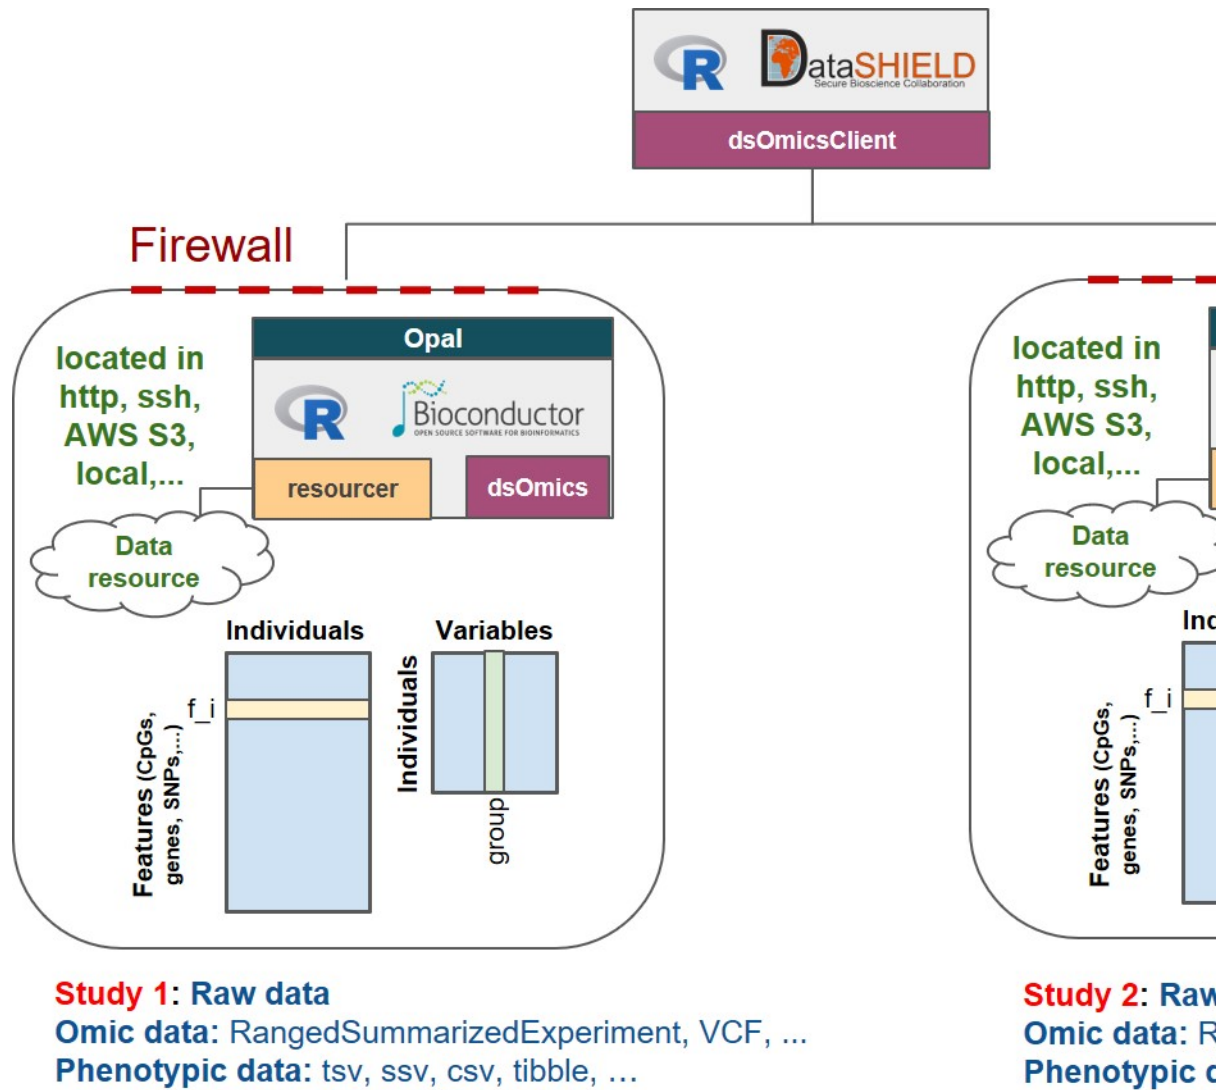 R DataSHIELD
Secure Bioscience Collaboration
dsOmicsClient
Firewall
Opal
located in
http, ssh,
AWS S3,
local,...
R Bioconductor
OPEN SOURCE SOFTWARE FOR BIOINFORMATICS
resourcer
dsOmics
Data
resource
Individuals
Variables
f_i
Features (CpGs,
genes, SNPs,...)
Individuals
group
Study 1: Raw data
Omic data: RangedSummarizedExperiment, VCF, ...
Phenotypic data: tsv, ssv, csv, tibble, ...
located in
http, ssh,
AWS S3,
local,...
Data
resource
f_i
Features (CpGs,
genes, SNPs,...)
Study 2: Raw
Omic data:
Phenotypic